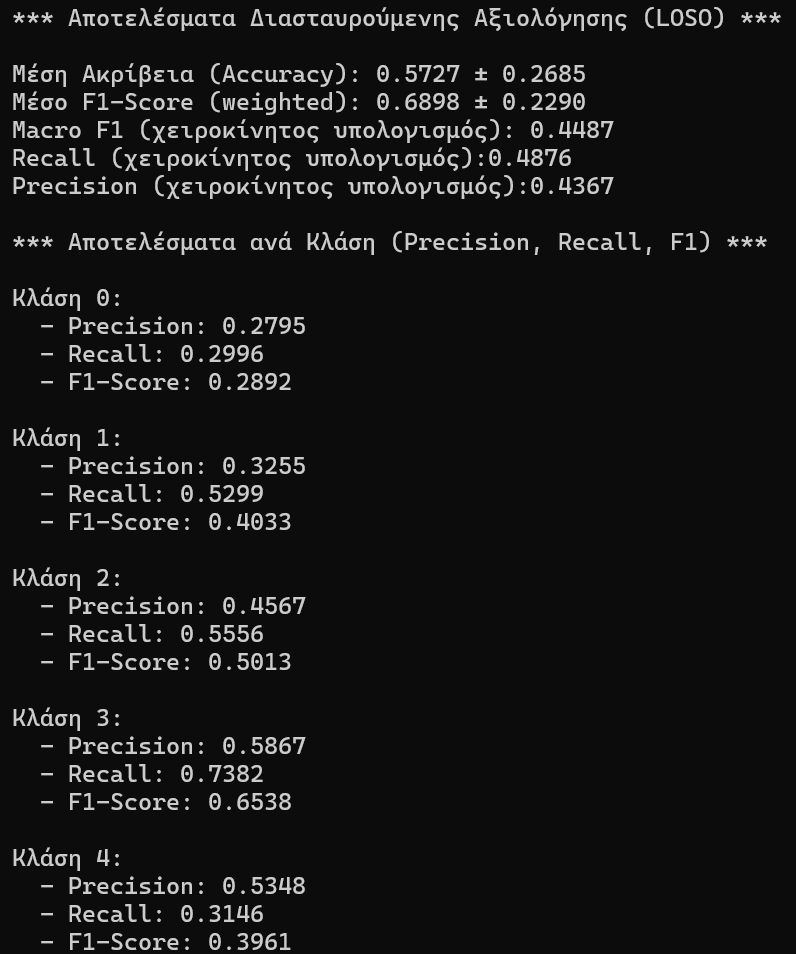 *** Αποτελέσματα Διασταυρούμενης Αξιολόγησης (LOSO) ***
Μέση Ακρίβεια (Accuracy): 0.5727 ± 0.2685
Μέσο F1-Score (weighted): 0.6898 ± 0.2290
Macro F1 (χειροκίνητος υπολογισμός): 0.4487
Recall (χειροκίνητος υπολογισμός):0.4876
Precision (χειροκίνητος υπολογισμός):0.4367
*** Αποτελέσματα ανά Κλάση (Precision, Recall, F1) ***
Κλάση 0:
- Precision: 0.2795
- Recall: 0.2996
- F1-Score: 0.2892
Κλάση 1:
- Precision: 0.3255
- Recall: 0.5299
- F1-Score: 0.4033
Κλάση 2:
- Precision: 0.4567
- Recall: 0.5556
- F1-Score: 0.5013
Κλάση 3:
- Precision: 0.5867
- Recall: 0.7382
- F1-Score: 0.6538
Κλάση 4:
- Precision: 0.5348
- Recall: 0.3146
- F1-Score: 0.3961